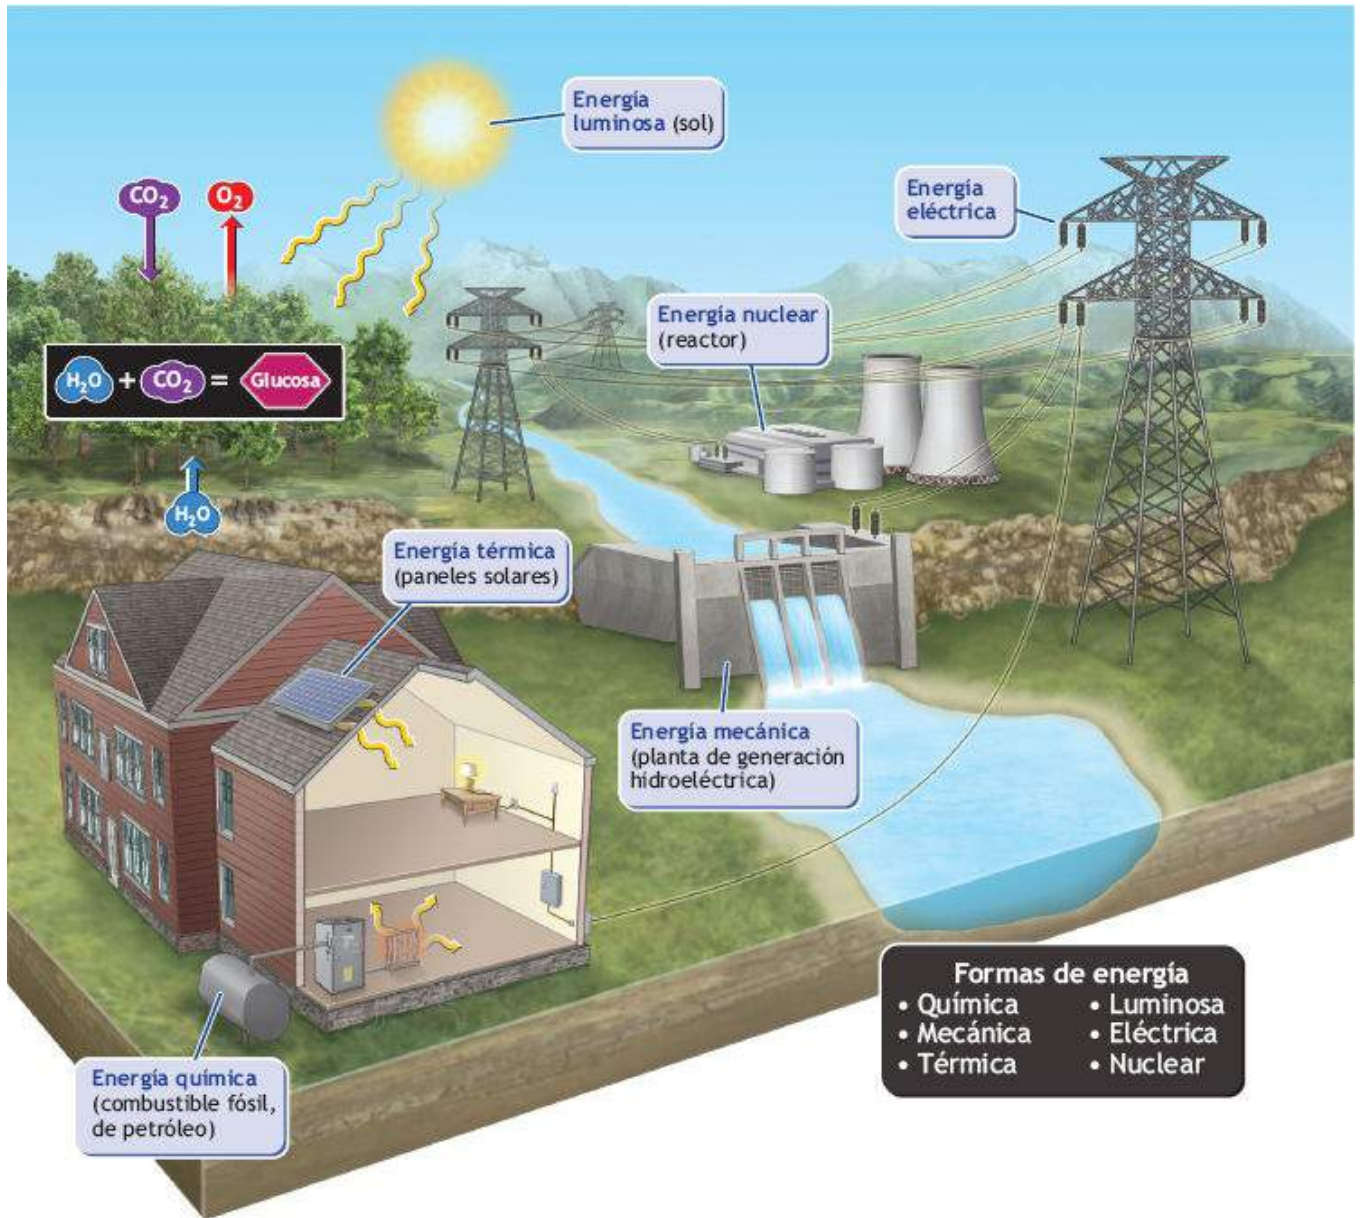 Energía
luminosa (sol)
CO₂
O₂
Energía
eléctrica
Energía nuclear
(reactor)
H₂O + CO₂ = Glucosa
H₂O
Energía térmica
(paneles solares)
Energía mecánica
(planta de generación
hidroeléctrica)
Formas de energía
• Química • Luminosa
• Mecánica • Eléctrica
• Térmica • Nuclear
Energía química
(combustible fósil,
de petróleo)